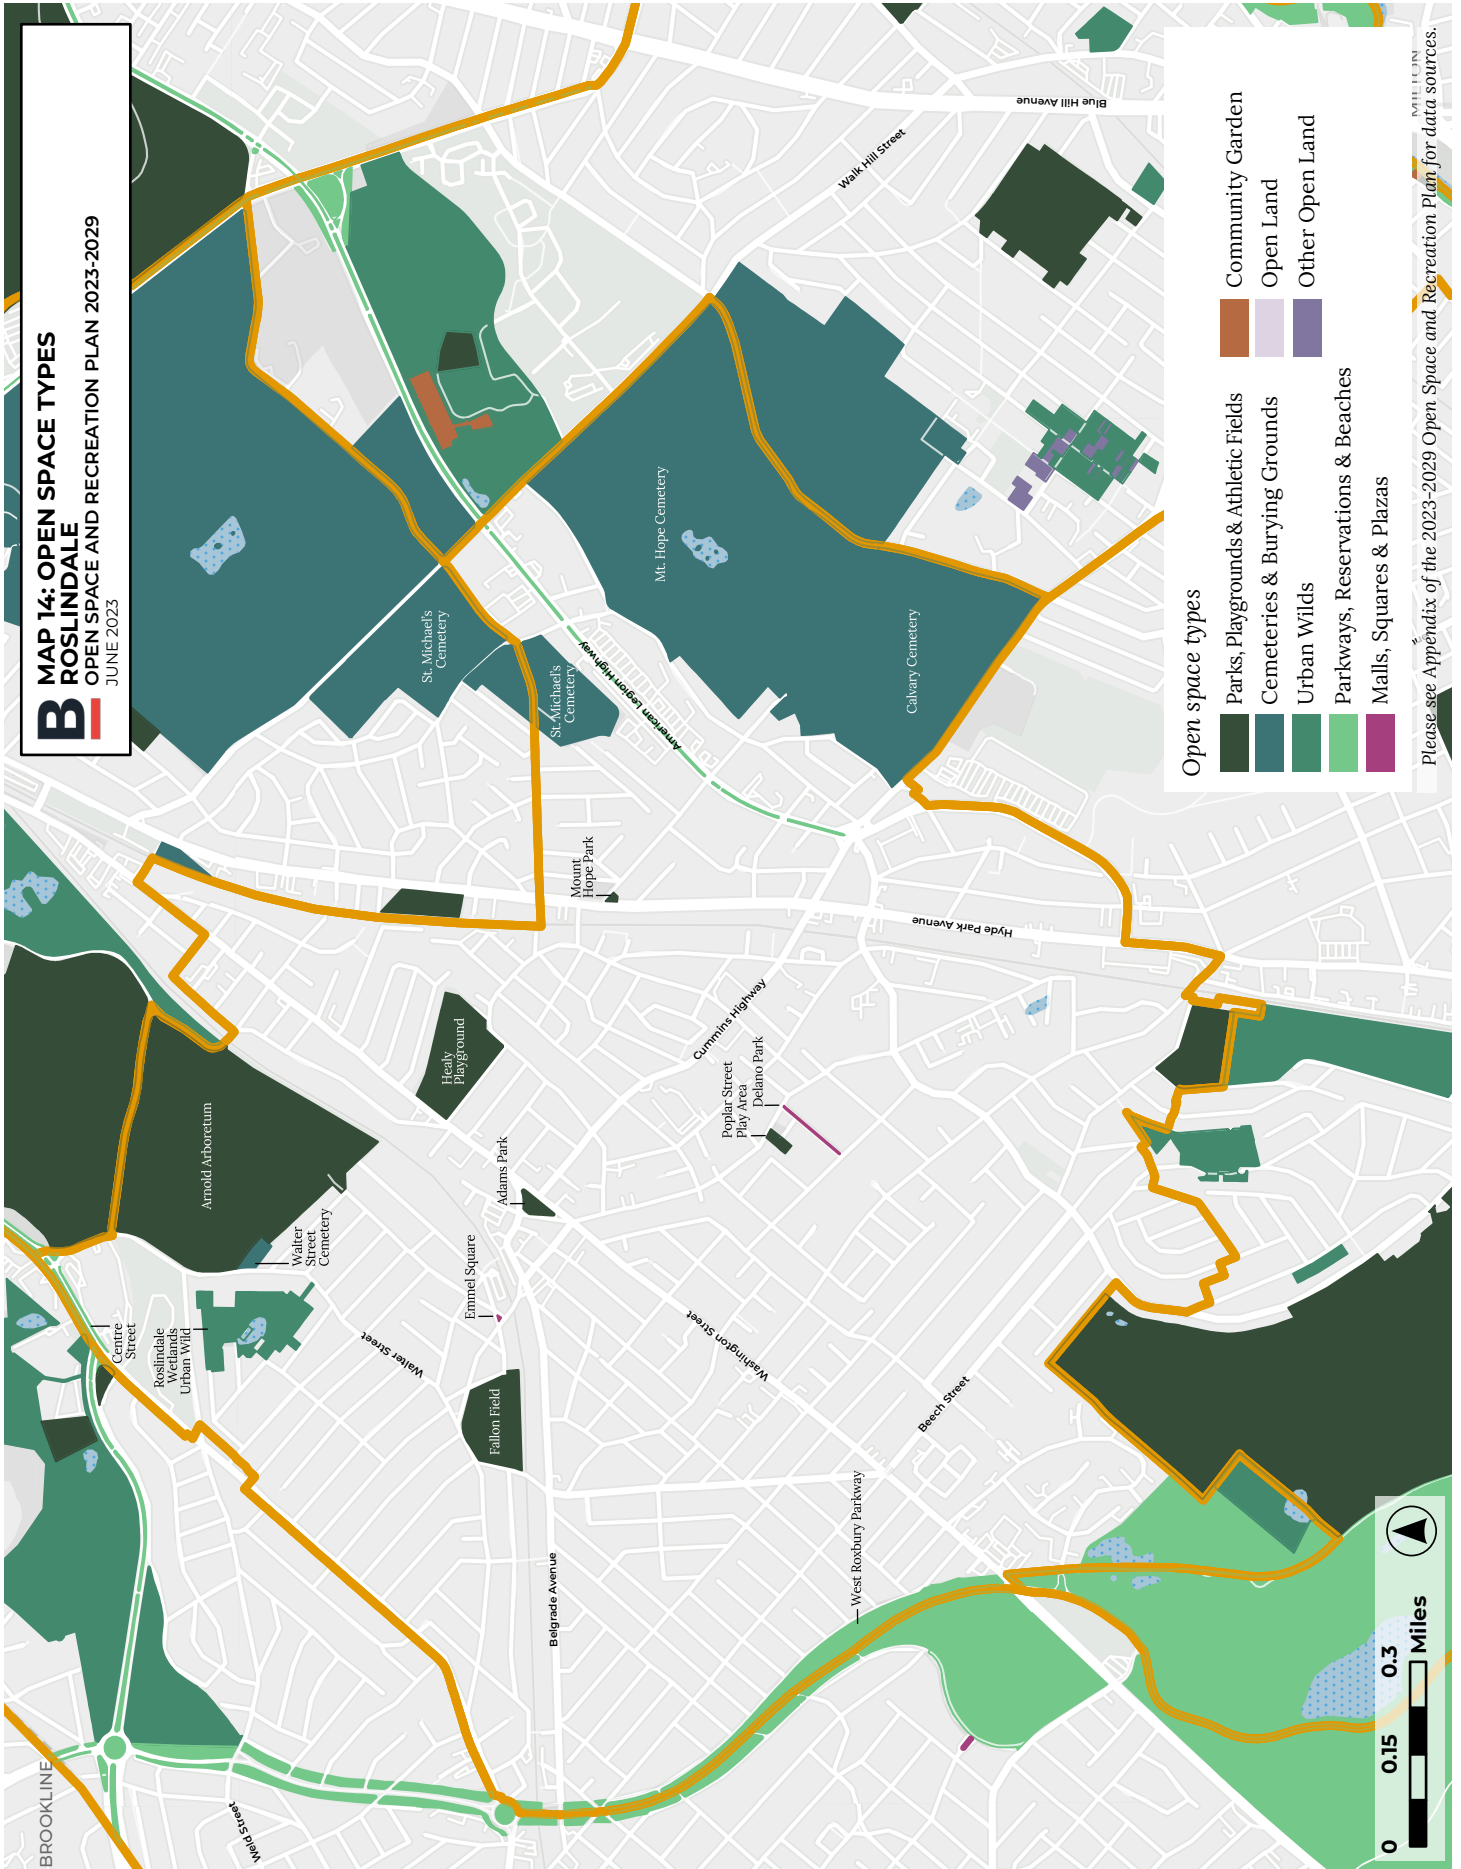 B
MAP 14: OPEN SPACE TYPES
ROSLINDALE
OPEN SPACE AND RECREATION PLAN 2023-2029
JUNE 2023
BROOKLINE
Weld Street
Centre
Street
Roslindale
Wetlands
Urban Wild
Walter
Street
Cemetery
Arnold Arboretum
Walter Street
Fallon Field
Emmel Square
Adams Park
Healy
Playground
St. Michael's
Cemetery
St. Michael's
Cemetery
Belgrade Avenue
Mount
Hope Park
American Legion Highway
Mt. Hope Cemetery
Washington Street
Poplar Street
Play Area
Delano Park
Cummins Highway
West Roxbury Parkway
Beech Street
Hyde Park Avenue
Calvary Cemetery
Walk Hill Street
Blue Hill Avenue
MILTON
Open space types
Parks, Playgrounds & Athletic Fields
Cemeteries & Burying Grounds
Urban Wilds
Parkways, Reservations & Beaches
Malls, Squares & Plazas
Community Garden
Open Land
Other Open Land
0 0.15 0.3
Miles
Please see Appendix of the 2023-2029 Open Space and Recreation Plan for data sources.